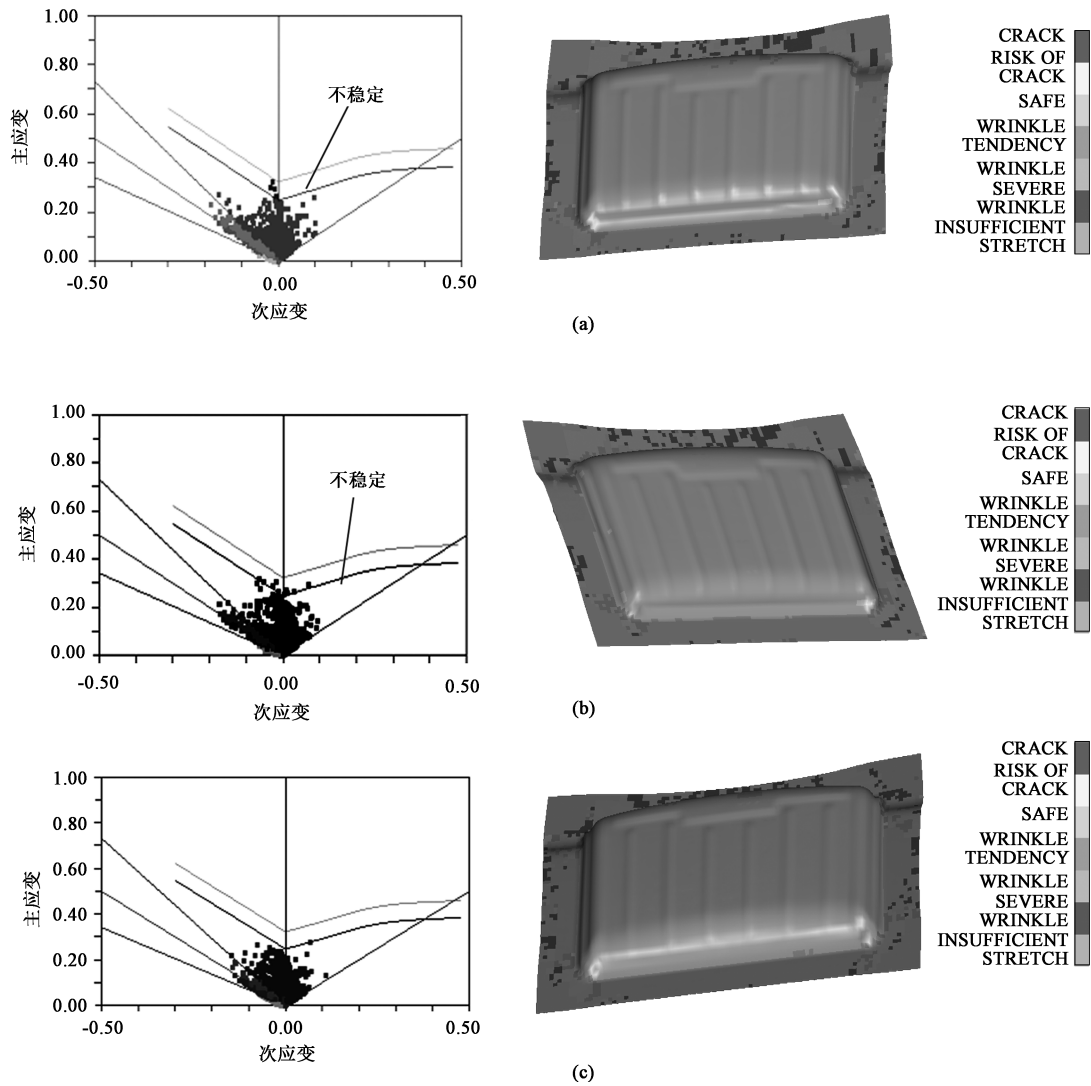 1.00
0.80
0.60
0.40
0.20
0.00
主应变
不稳定
-0.50
0.00
0.50
次应变
CRACK
RISK OF
CRACK
SAFE
WRINKLE
TENDENCY
WRINKLE
SEVERE
WRINKLE
INSUFFICIENT
STRETCH
(a)
1.00
0.80
0.60
0.40
0.20
0.00
主应变
不稳定
-0.50
0.00
0.50
次应变
CRACK
RISK OF
CRACK
SAFE
WRINKLE
TENDENCY
WRINKLE
SEVERE
WRINKLE
INSUFFICIENT
STRETCH
(b)
1.00
0.80
0.60
0.40
0.20
0.00
主应变
-0.50
0.00
0.50
次应变
CRACK
RISK OF
CRACK
SAFE
WRINKLE
TENDENCY
WRINKLE
SEVERE
WRINKLE
INSUFFICIENT
STRETCH
(c)